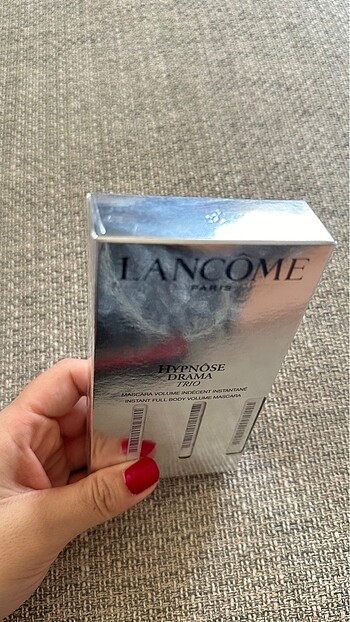 LANCÔME
PARIS
HYPNÔSE
DRAMA
TRIO
MASCARA VOLUME INDÉCENT INSTANTANÉ
INSTANT FULL BODY VOLUME MASCARA